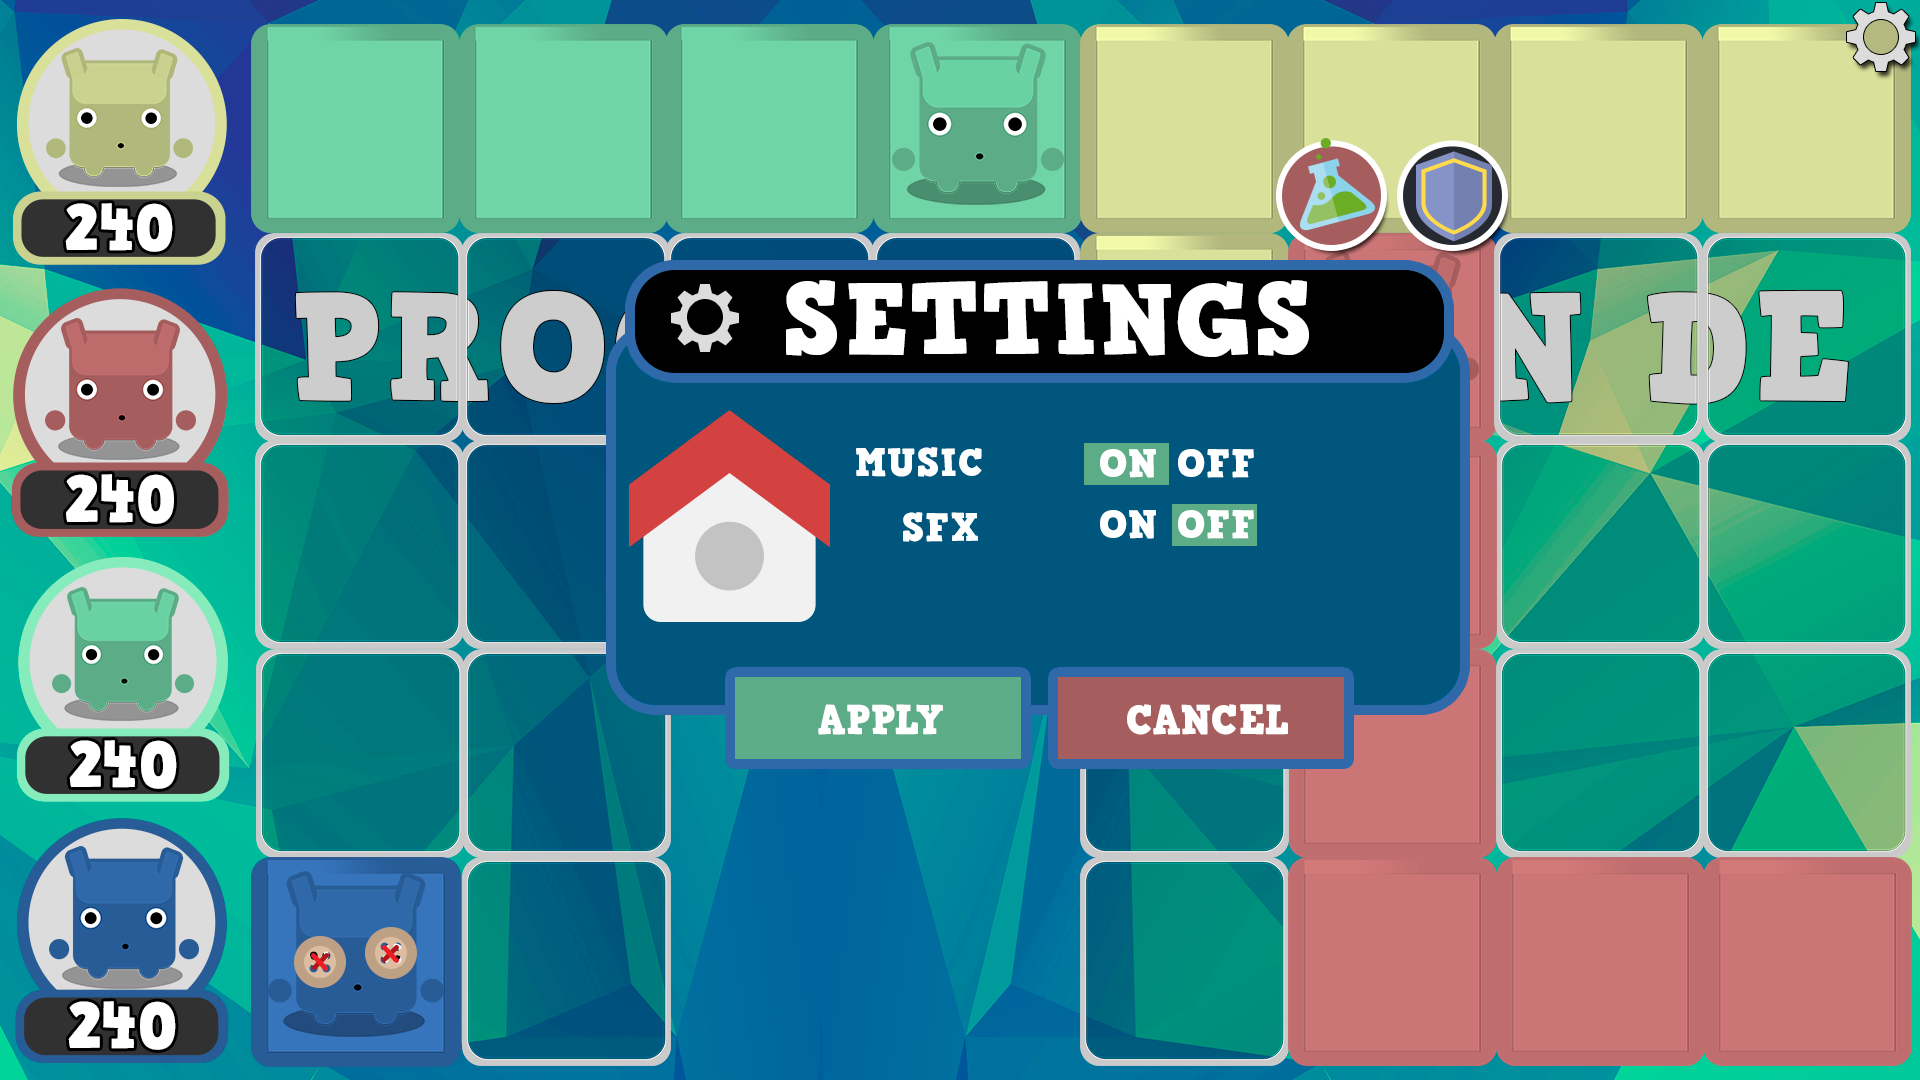 240
240
240
240
PRO N DE
SETTINGS
MUSIC ON OFF
SFX ON OFF
APPLY CANCEL